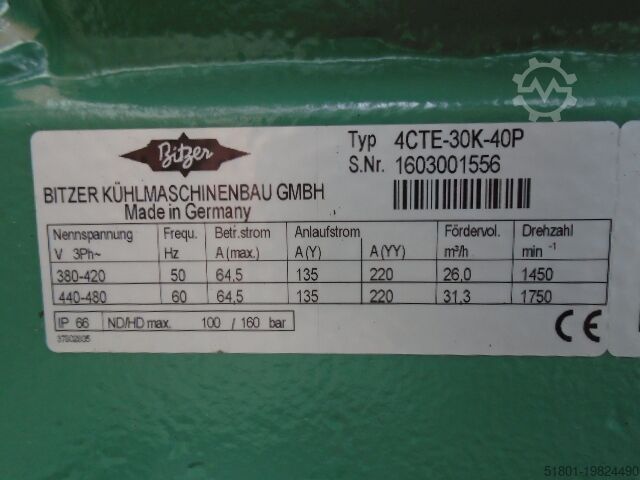 Bitzer
Typ 4CTE-30K-40P
S.Nr. 1603001556
BITZER KÜHLMASCHINENBAU GMBH
Made in Germany
Nennspannung Frequ. Betr.strom Anlaufstrom Fördervol. Drehzahl
V 3Ph~ Hz A (max.) A (Y) A (YY) m³/h min -1
380-420 50 64,5 135 220 26,0 1450
440-480 60 64,5 135 220 31,3 1750
IP 66 ND/HD max. 100 / 160 bar
CE
51801-19824490